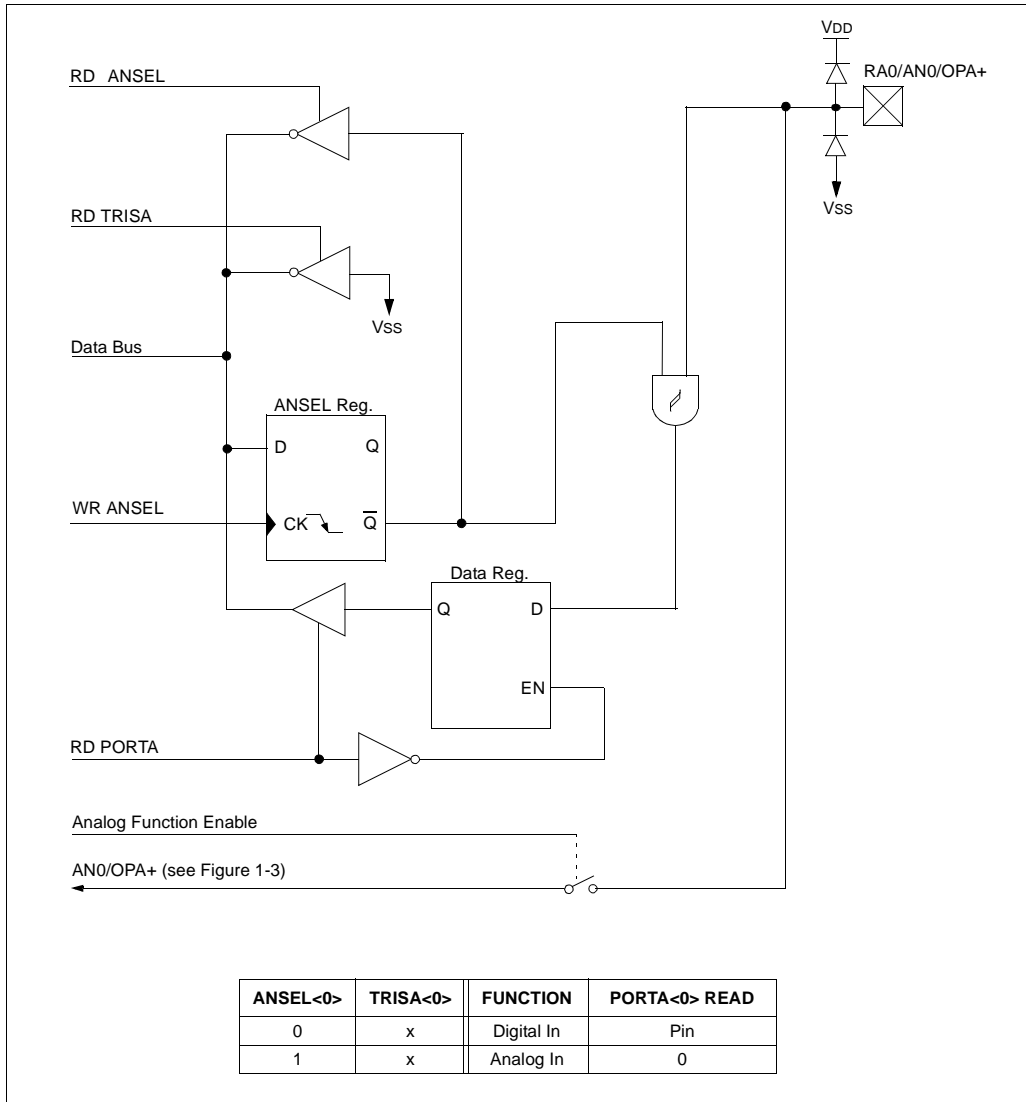 VDD
RD ANSEL
RA0/AN0/OPA+
RD TRISA
VSS
VSS
Data Bus
ANSEL Reg.
D Q
WR ANSEL
CK Q
Data Reg.
Q D
EN
RD PORTA
Analog Function Enable
AN0/OPA+ (see Figure 1-3)
ANSEL<0> TRISA<0> FUNCTION PORTA<0> READ
0 x Digital In Pin
1 x Analog In 0